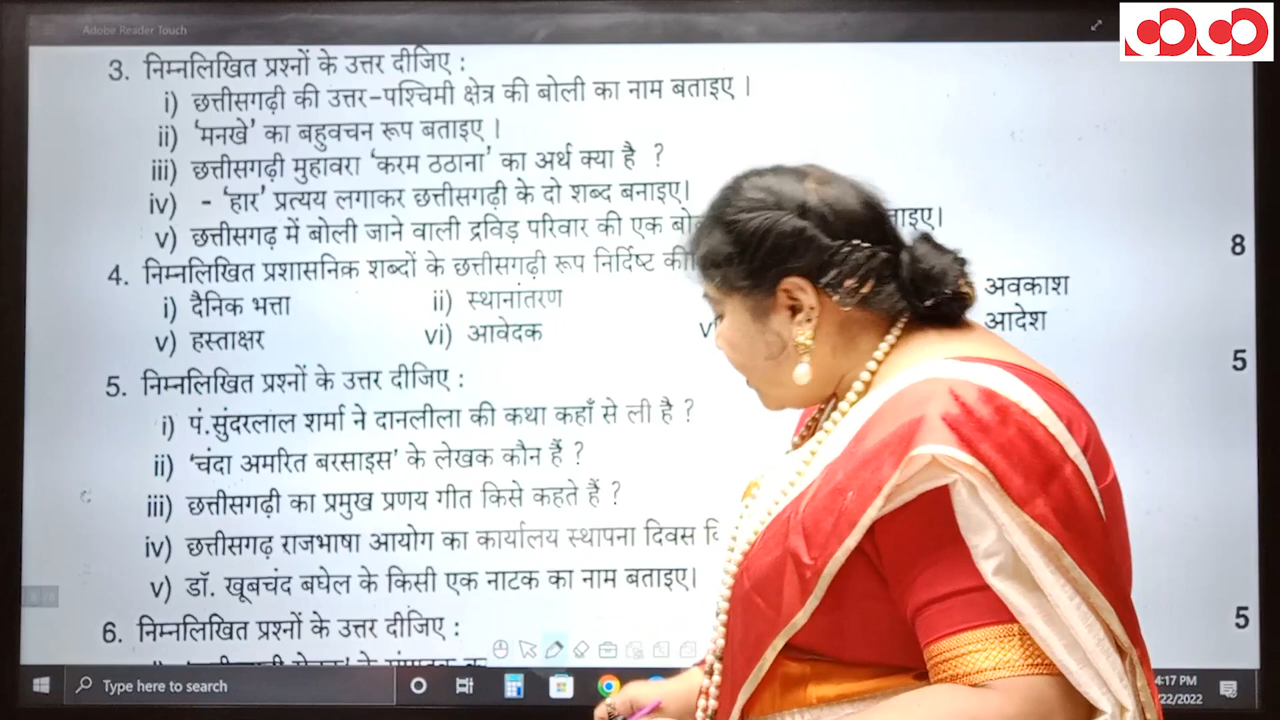 Adobe Reader Touch
3. निम्नलिखित प्रश्नों के उत्तर दीजिए :
i) छत्तीसगढ़ी की उत्तर-पश्चिमी क्षेत्र की बोली का नाम बताइए ।
ii) 'मनखे' का बहुवचन रूप बताइए ।
iii) छत्तीसगढ़ी मुहावरा 'करम ठठाना' का अर्थ क्या है ?
iv) - 'हार' प्रत्यय लगाकर छत्तीसगढ़ी के दो शब्द बनाइए।
v) छत्तीसगढ़ में बोली जाने वाली द्रविड़ परिवार की एक
8
4. निम्नलिखित प्रशासनिक शब्दों के छत्तीसगढ़ी रूप निर्दिष्ट
i) दैनिक भत्ता ii) स्थानांतरण अवकाश
v) हस्ताक्षर vi) आवेदक आदेश
5
5. निम्नलिखित प्रश्नों के उत्तर दीजिए :
i) पं.सुंदरलाल शर्मा ने दानलीला की कथा कहाँ से ली है ?
ii) 'चंदा अमरित बरसाइस' के लेखक कौन हैं ?
iii) छत्तीसगढ़ी का प्रमुख प्रणय गीत किसे कहते हैं ?
iv) छत्तीसगढ़ राजभाषा आयोग का कार्यालय स्थापना दिवस
v) डॉ. खूबचंद बघेल के किसी एक नाटक का नाम बताइए।
5
6. निम्नलिखित प्रश्नों के उत्तर दीजिए :
Type here to search
4:17 PM
/22/2022